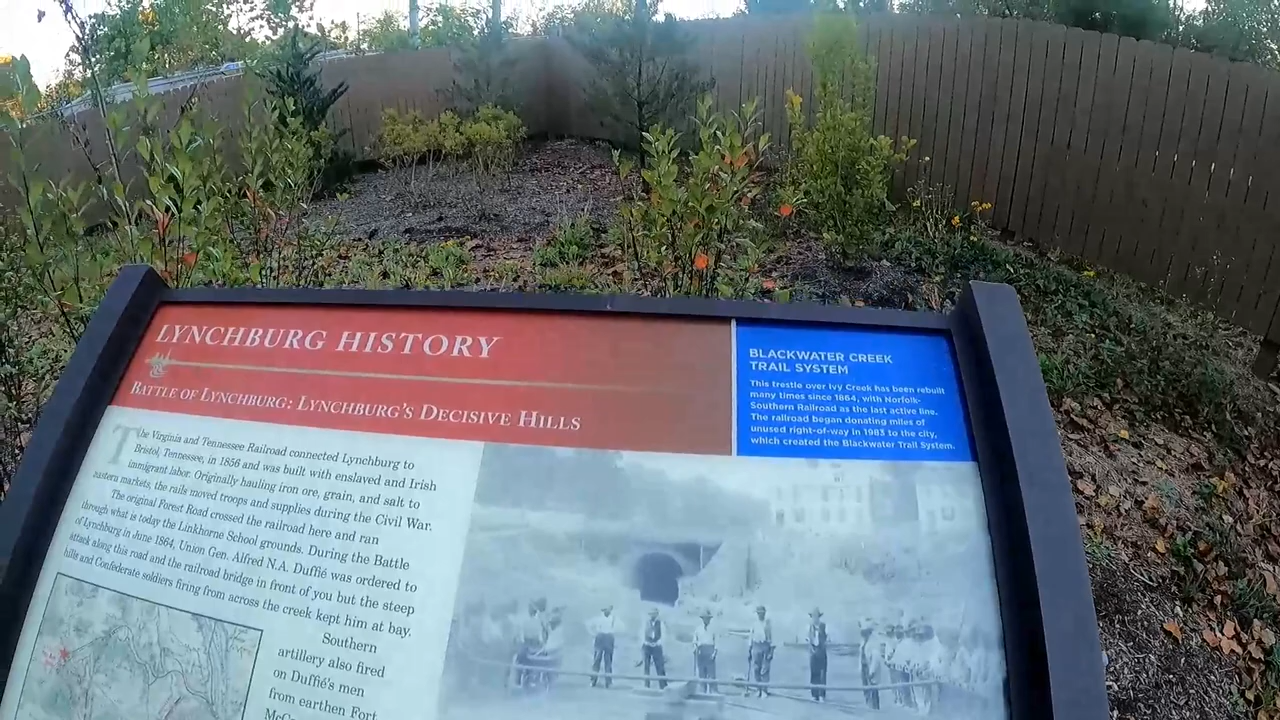 LYNCHBURG HISTORY
BATTLE OF LYNCHBURG: LYNCHBURG'S DECISIVE HILLS
BLACKWATER CREEK
TRAIL SYSTEM
This trestle over Ivy Creek has been rebuilt
many times since 1864, with Norfolk-
Southern Railroad as the last active line.
The railroad began donating miles of
unused right-of-way in 1983 to the city,
which created the Blackwater Trail System.
The Virginia and Tennessee Railroad connected Lynchburg to
Bristol, Tennessee, in 1856 and was built with enslaved and Irish
immigrant labor. Originally hauling iron ore, grain, and salt to
eastern markets, the rails moved troops and supplies during the Civil War.
The original Forest Road crossed the railroad here and ran
through what is today the Linkhorne School grounds. During the Battle
of Lynchburg in June 1864, Union Gen. Alfred N.A. Duffié was ordered to
attack along this road and the railroad bridge in front of you but the steep
hills and Confederate soldiers firing from across the creek kept him at bay.
Southern
artillery also fired
on Duffié's men
from earthen Fort